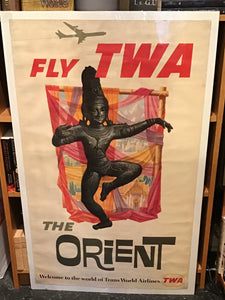 FLY TWA
THE
ORIENT
Welcome to the world of Trans World Airlines TWA